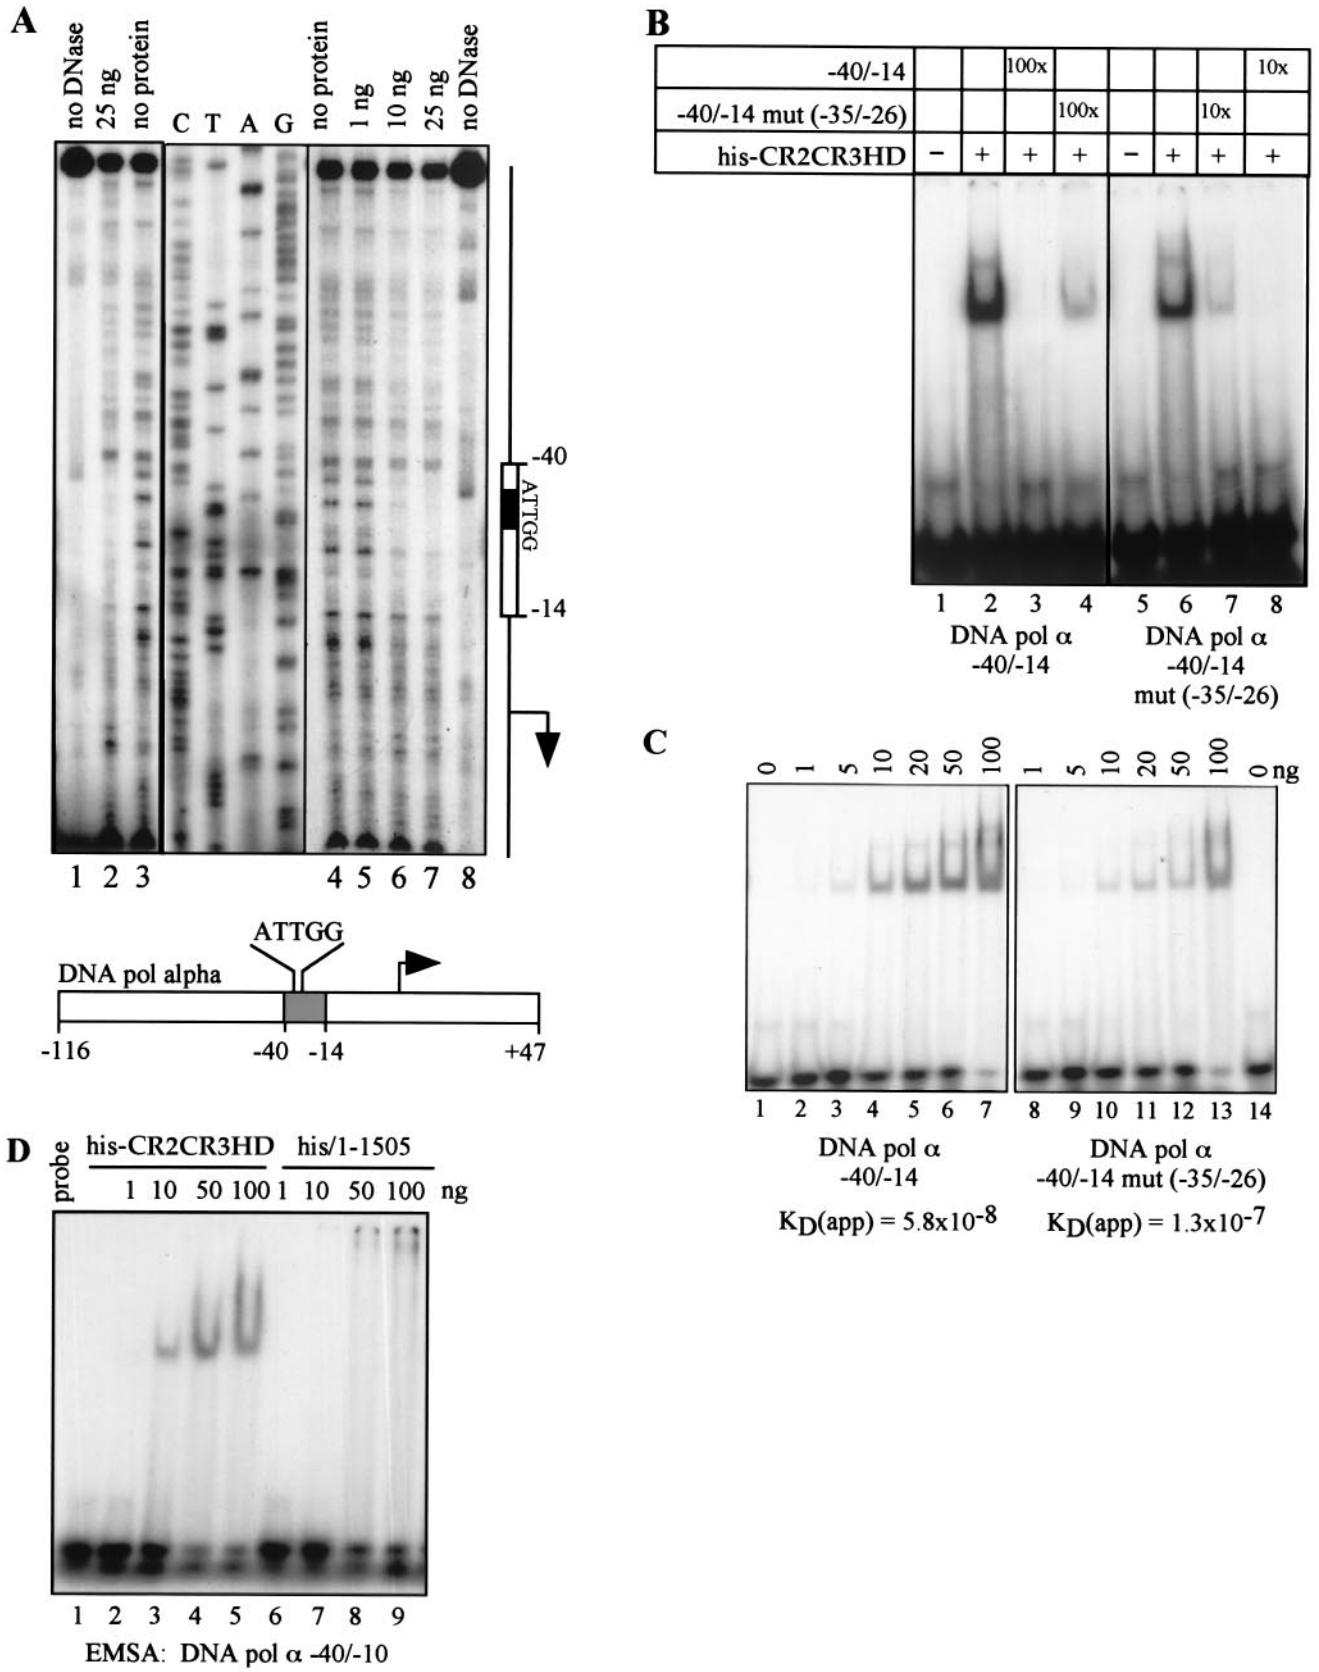 A
no DNase
25 ng
no protein
C T A G
no protein
1 ng
10 ng
25 ng
no DNase
-40
ATTGG
-14
1 2 3 4 5 6 7 8
ATTGG
DNA pol alpha
-116 -40 -14 +47
B
-40/-14 100x 10x
-40/-14 mut (-35/-26) 100x 10x
his-CR2CR3HD − + + + − + + +
1 2 3 4 5 6 7 8
DNA pol α
-40/-14
DNA pol α
-40/-14
mut (-35/-26)
C
0 1 5 10 20 50 100 1 5 10 20 50 100 0 ng
1 2 3 4 5 6 7 8 9 10 11 12 13 14
DNA pol α
-40/-14
KD(app) = 5.8x10-8
DNA pol α
-40/-14 mut (-35/-26)
KD(app) = 1.3x10-7
D
probe
his-CR2CR3HD his/1-1505
1 10 50 100 1 10 50 100 ng
1 2 3 4 5 6 7 8 9
EMSA: DNA pol α -40/-10